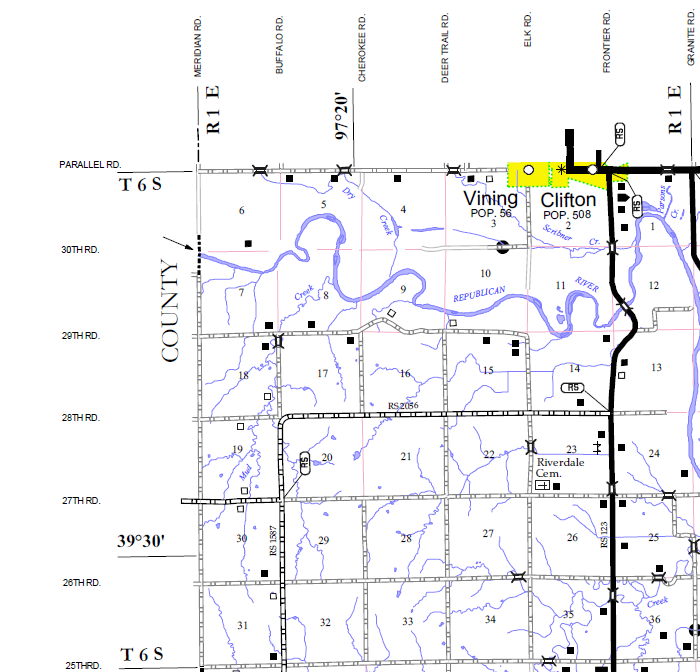 MERIDIAN RD.
BUFFALO RD.
CHEROKEE RD.
DEER TRAIL RD.
ELK RD.
FRONTIER RD.
GRANITE RD.
R 1 E
97°20'
R 1 E
RS
PARALLEL RD.
T 6 S
Vining
POP. 56
Clifton
POP. 508
RS
Parsons
Cr.
6
5
Dry
Creek
4
3
2
Scribner
Cr.
1
30TH RD.
COUNTY
7
Creek
8
9
10
REPUBLICAN
11
RIVER
12
29TH RD.
18
17
16
15
14
13
RS
RS 2056
28TH RD.
19
Mud
20
RS
21
22
23
24
Riverdale
Cem.
27TH RD.
39°30'
30
RS 1587
29
28
27
26
RS 123
25
26TH RD.
31
32
33
34
35
Creek
36
T 6 S
25THRD.